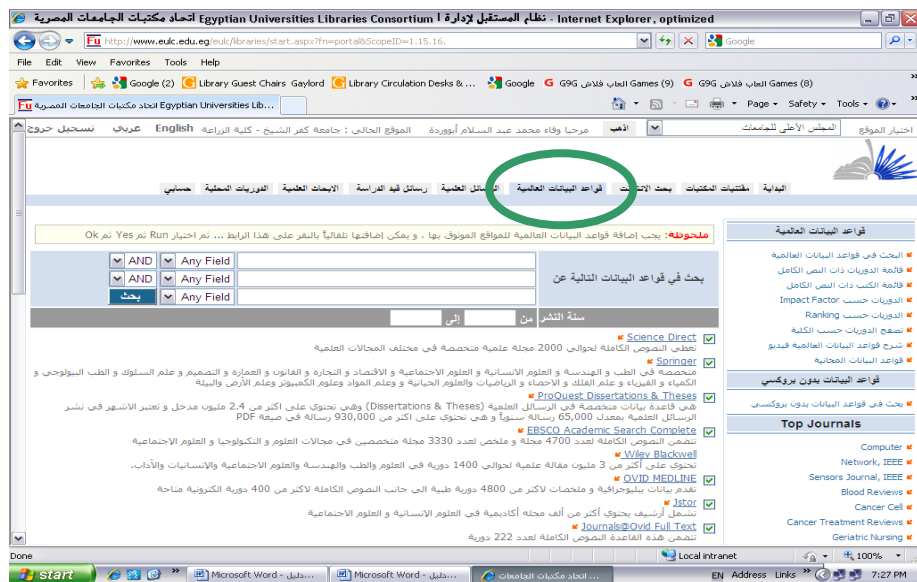 اتحاد مكتبات الجامعات المصرية Egyptian Universities Libraries Consortium - نظام المستقبل لإدارة ا - Internet Explorer, optimized
http://www.eulc.edu.eg/eulc/libraries/start.aspx?fn=portal&ScopeID=1.15.16.
Google
File Edit View Favorites Tools Help
Favorites Google (2) Library Guest Chairs Gaylord Library Circulation Desks & ... Google G9G العاب فلاش Games (9) G9G العاب فلاش Games (8)
اتحاد مكتبات الجامعات المصرية Egyptian Universities Lib... Page Safety Tools
اختيار الموقع المجلس الأعلى للجامعات اذهب مرحبا وفاء محمد عبد السلام أبووردة الموقع الحالي : جامعة كفر الشيخ - كلية الزراعة English عربي تسجيل خروج
البداية مقتنيات المكتبات بحث الانترنت قواعد البيانات العالمية الرسائل العلمية رسائل قيد الدراسة الابحاث العلمية الدوريات المحلية حسابي
قواعد البيانات العالمية
البحث في قواعد البيانات العالمية
قائمة الدوريات ذات النص الكامل
قائمة الكتب ذات النص الكامل
الدوريات حسب Impact Factor
الدوريات حسب Ranking
تصفح الدوريات حسب الكلية
شرح قواعد البيانات العالمية فيديو
قواعد البيانات المجانية
قواعد البيانات بدون بروكسي
بحث في قواعد البيانات بدون بروكسي
Top Journals
Computer
Network, IEEE
Sensors Journal, IEEE
Blood Reviews
Cancer Cell
Cancer Treatment Reviews
Geriatric Nursing
ملحوظة: يجب إضافة قواعد البيانات العالمية للمواقع الموثوق بها ، و يمكن إضافتها تلقائياً بالنقر على هذا الرابط ... ثم اختيار Run ثم Yes ثم Ok
بحث في قواعد البيانات التالية عن
Any Field AND
Any Field AND
Any Field بحث
سنة النشر من إلى
Science Direct
تغطي النصوص الكاملة لحوالي 2000 مجلة علمية متخصصة في مختلف المجالات العلمية
Springer
متخصصة في الطب و الهندسة و العلوم الانسانية و العلوم الاجتماعية و الاقتصاد و التجارة و القانون و العمارة و التصميم و علم السلوك و الطب البيولوجي و
الكمياء و الفيزياء و علم الفلك و الاحصاء و الرياضيات والعلوم الحياتية و وعلم المواد وعلوم الكمبيوتر وعلم الأرض والبيئة
ProQuest Dissertations & Theses
هي قاعدة بيانات متخصصة في الرسائل العلمية (Dissertations & Theses) وهي تحتوي على اكثر من 2.4 مليون مدخل و تعتبر الاشهر في نشر
الرسائل العلمية بمعدل 65,000 رسالة سنوياً و هي تحتوي على اكثر من 930,000 رسالة في صيغة PDF
EBSCO Academic Search Complete
تتضمن النصوص الكاملة لعدد 4700 مجلة و ملخص لعدد 3330 مجلة متخصصين في مجالات العلوم و التكنولوجيا و العلوم الاجتماعية
Wiley Blackwell
تحتوي على أكثر من 3 مليون مقالة علمية لحوالي 1400 دورية في العلوم والطب والهندسة والعلوم الاجتماعية والانسانيات والآداب.
OVID MEDLINE
تقدم بيانات ببليوجرافية و ملخصات لاكثر من 4800 دورية طبية الي جانب النصوص الكاملة لاكثر من 400 دورية الكترونية متاحة
Jstor
تشمل أرشيف يحتوي أكثر من ألف مجلة أكاديمية في العلوم الانسانية و العلوم الاجتماعية
Journals@Ovid Full Text
تتضمن هذه القاعدة النصوص الكاملة لعدد 222 دورية
Done Local intranet 100%
start Microsoft Word - دليل... Microsoft Word - دليل... اتحاد مكتبات الجامعات ... EN Address Links 7:27 PM